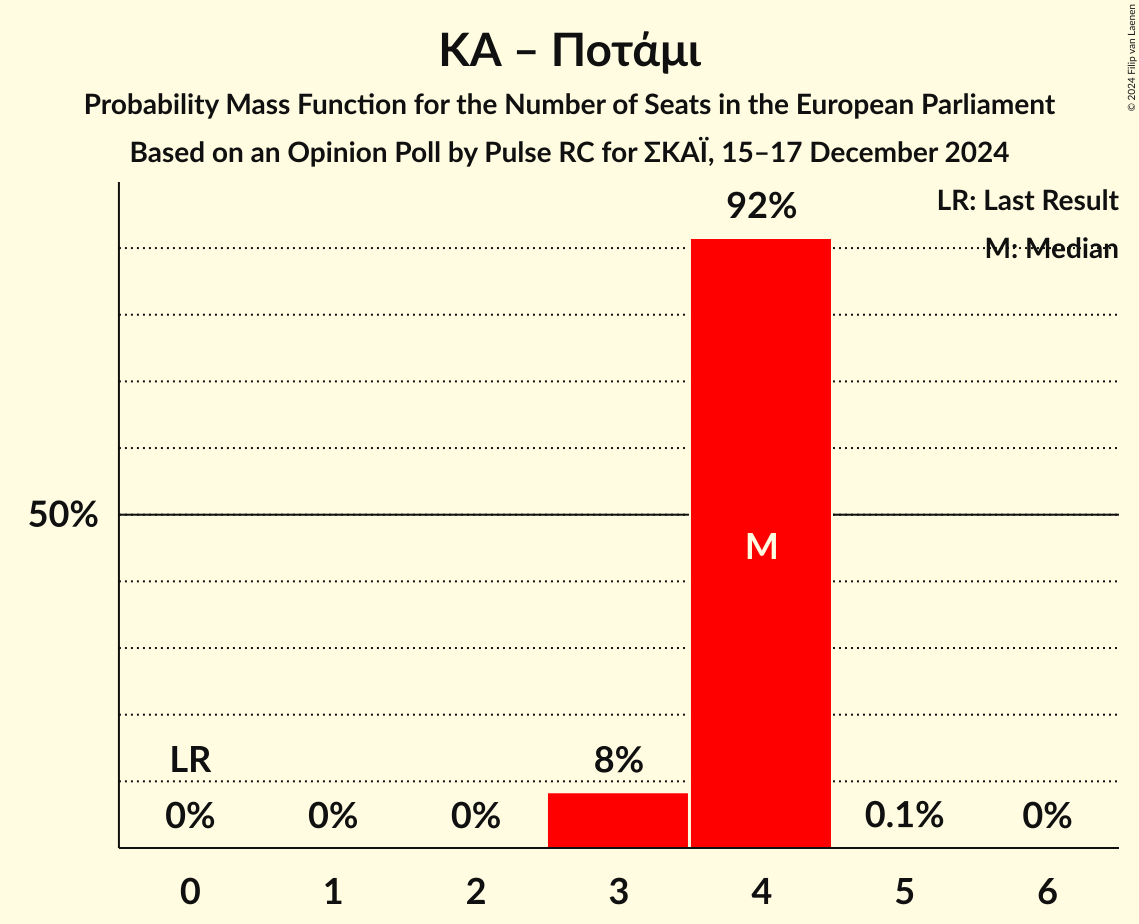 ΚΑ – Ποτάμι
Probability Mass Function for the Number of Seats in the European Parliament
Based on an Opinion Poll by Pulse RC for ΣΚΑΪ, 15–17 December 2024
© 2024 Filip van Laenen
LR: Last Result
M: Median
92%
50%
M
LR
8%
0%
0%
0%
0.1%
0%
0
1
2
3
4
5
6